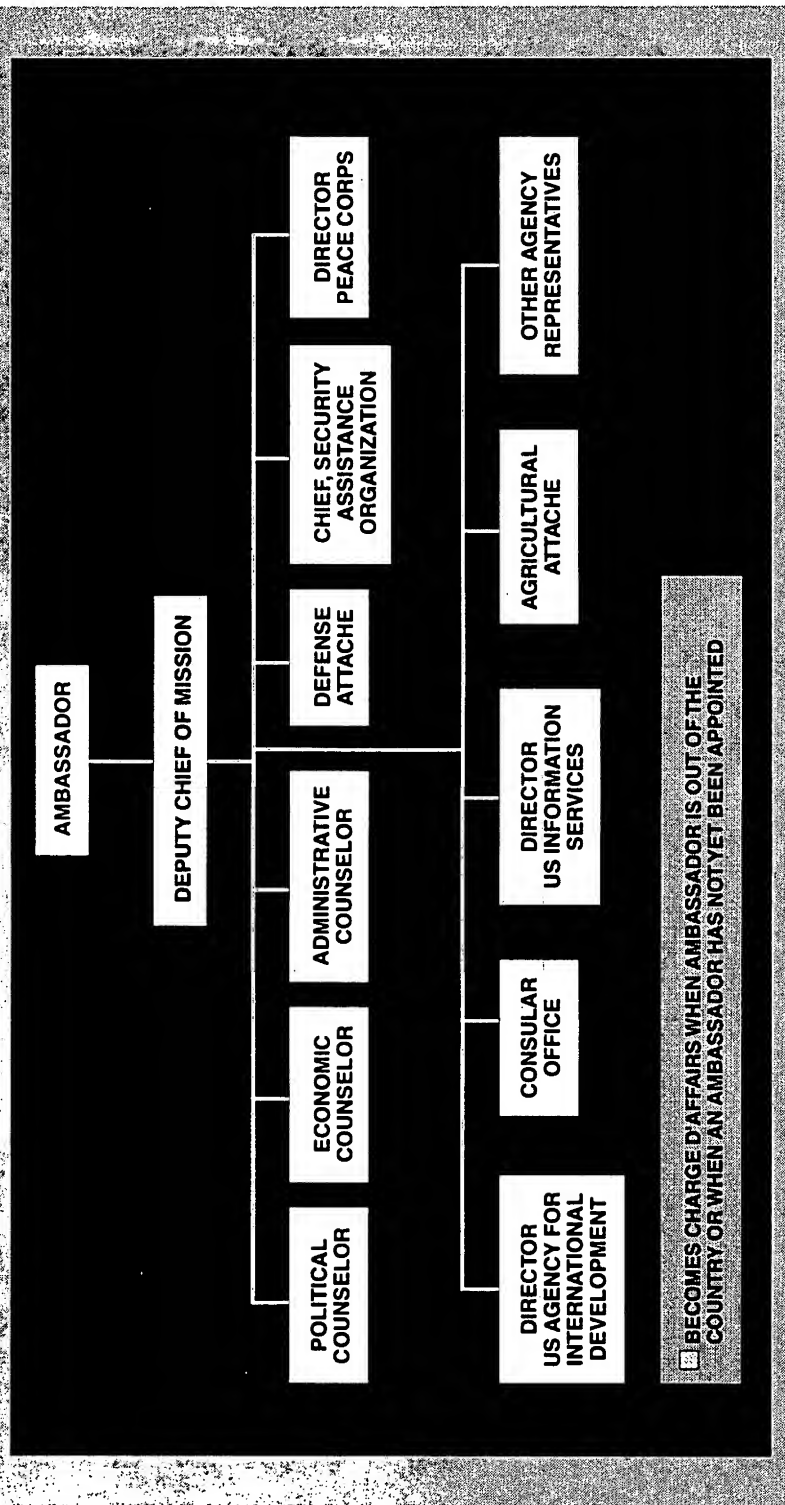 AMBASSADOR
DEPUTY CHIEF OF MISSION
POLITICAL
COUNSELOR
ECONOMIC
COUNSELOR
ADMINISTRATIVE
COUNSELOR
DEFENSE
ATTACHE
CHIEF, SECURITY
ASSISTANCE
ORGANIZATION
DIRECTOR
PEACE CORPS
DIRECTOR
US AGENCY FOR
INTERNATIONAL
DEVELOPMENT
CONSULAR
OFFICE
DIRECTOR
US INFORMATION
SERVICES
AGRICULTURAL
ATTACHE
OTHER AGENCY
REPRESENTATIVES
BECOMES CHARGE D'AFFAIRS WHEN AMBASSADOR IS OUT OF THE
COUNTRY OR WHEN AN AMBASSADOR HAS NOT YET BEEN APPOINTED